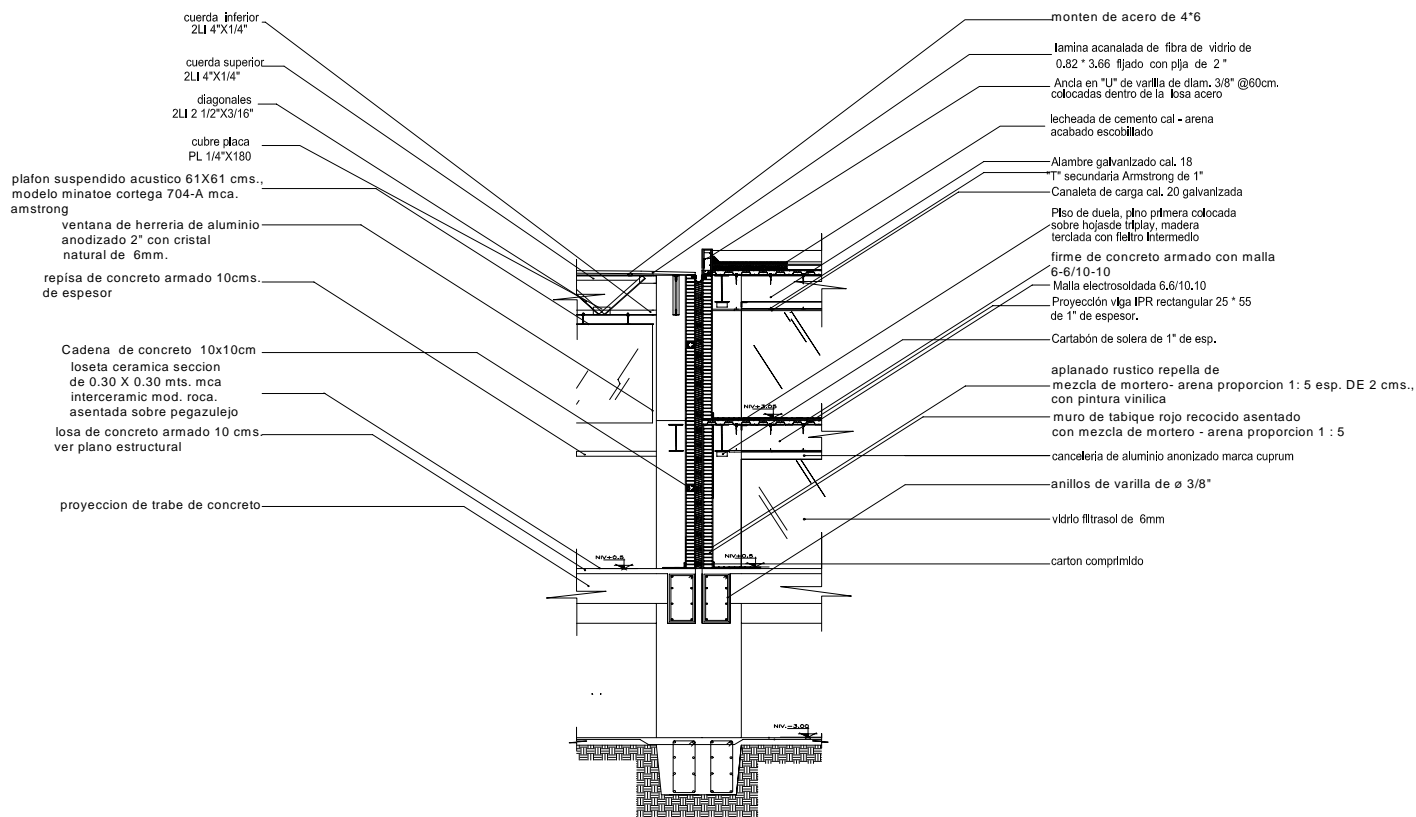 cuerda inferior
2LI 4"X1/4"
cuerda superior
2LI 4"X1/4"
diagonales
2LI 2 1/2"X3/16"
cubre placa
PL 1/4"X180
plafon suspendido acustico 61X61 cms.,
modelo minatoe cortega 704-A mca.
amstrong
ventana de herreria de aluminio
anodizado 2" con cristal
natural de 6mm.
repisa de concreto armado 10cms.
de espesor
Cadena de concreto 10x10cm
loseta ceramica seccion
de 0.30 X 0.30 mts. mca
interceramic mod. roca.
asentada sobre pegazulejo
losa de concreto armado 10 cms.
ver plano estructural
proyeccion de trabe de concreto
monten de acero de 4*6
lamina acanalada de fibra de vidrio de
0.82 * 3.66 fijado con pija de 2 "
Ancla en "U" de varilla de diam. 3/8" @60cm.
colocadas dentro de la losa acero
lecheada de cemento cal - arena
acabado escobillado
Alambre galvanizado cal. 18
"T" secundaria Armstrong de 1"
Canaleta de carga cal. 20 galvanizada
Piso de duela, pino primera colocada
sobre hojasde triplay, madera
terciada con fieltro intermedio
firme de concreto armado con malla
6-6/10-10
Malla electrosoldada 6.6/10.10
Proyección viga IPR rectangular 25 * 55
de 1" de espesor.
Cartabón de solera de 1" de esp.
aplanado rustico repella de
mezcla de mortero- arena proporcion 1: 5 esp. DE 2 cms.,
con pintura vinilica
muro de tabique rojo recocido asentado
con mezcla de mortero - arena proporcion 1 : 5
canceleria de aluminio anonizado marca cuprum
anillos de varilla de ø 3/8"
vidrio filtrasol de 6mm
carton comprimido
NIV+3.05
NIV+0.5
NIV+0.5
NIV.-3.00